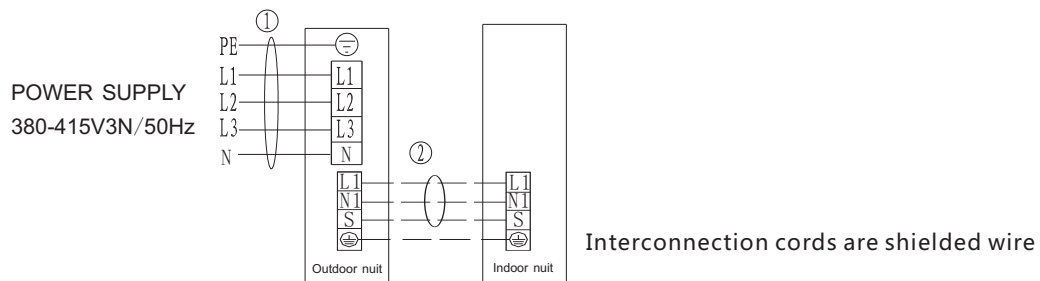 ①
PE
L1 L1
POWER SUPPLY
L2 L2
380-415V3N/50Hz
L3 L3
N N
②
L1 L1
N1 N1
S S
Interconnection cords are shielded wire
Outdoor nuit
Indoor nuit